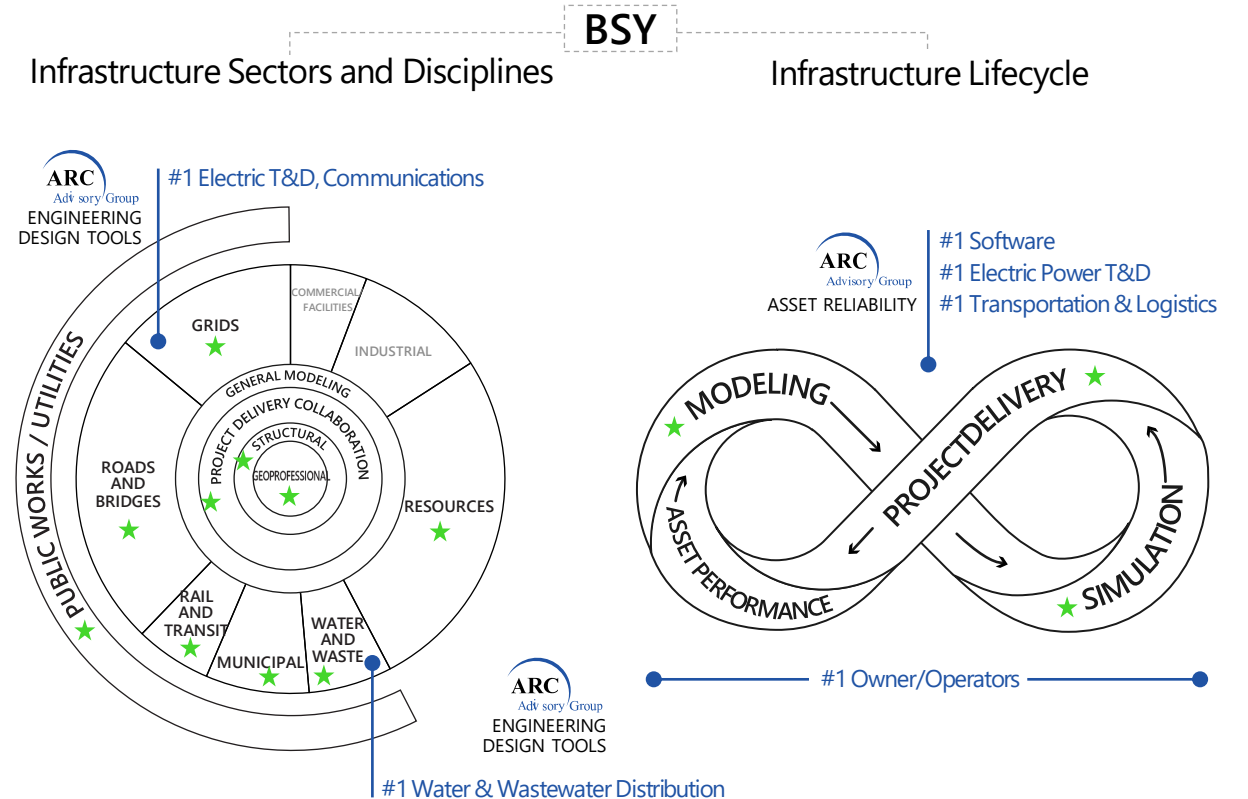 BSY
Infrastructure Sectors and Disciplines
Infrastructure Lifecycle
ARC
Advisory Group
ENGINEERING
DESIGN TOOLS
#1 Electric T&D, Communications
PUBLIC WORKS / UTILITIES
GRIDS
COMMERCIAL
FACILITIES
INDUSTRIAL
GENERAL MODELING
PROJECT DELIVERY COLLABORATION
STRUCTURAL
GEOPROFESSIONAL
ROADS
AND
BRIDGES
RESOURCES
RAIL
AND
TRANSIT
MUNICIPAL
WATER
AND
WASTE
ARC
Advisory Group
ENGINEERING
DESIGN TOOLS
#1 Water & Wastewater Distribution
ARC
Advisory Group
ASSET RELIABILITY
#1 Software
#1 Electric Power T&D
#1 Transportation & Logistics
MODELING
PROJECTDELIVERY
ASSET PERFORMANCE
SIMULATION
#1 Owner/Operators